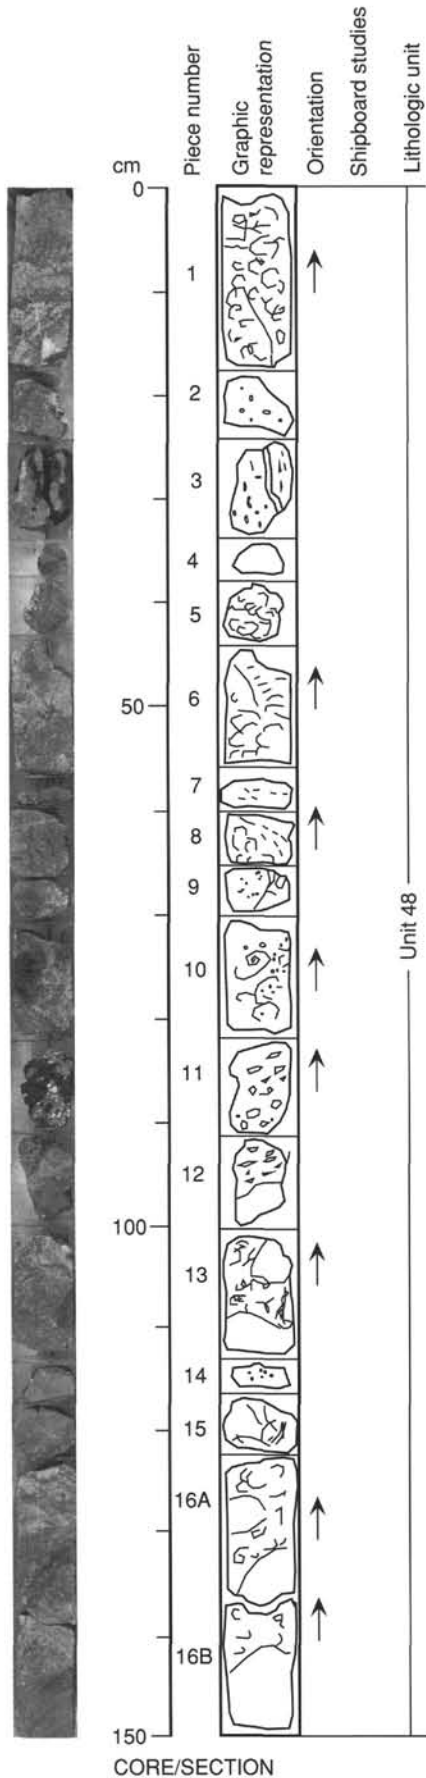 Piece number
Graphic
representation
Orientation
Shipboard studies
Lithologic unit
cm
0
1
2
3
4
5
6
50
7
8
9
Unit 48
10
11
12
100
13
14
15
16A
16B
150
CORE/SECTION